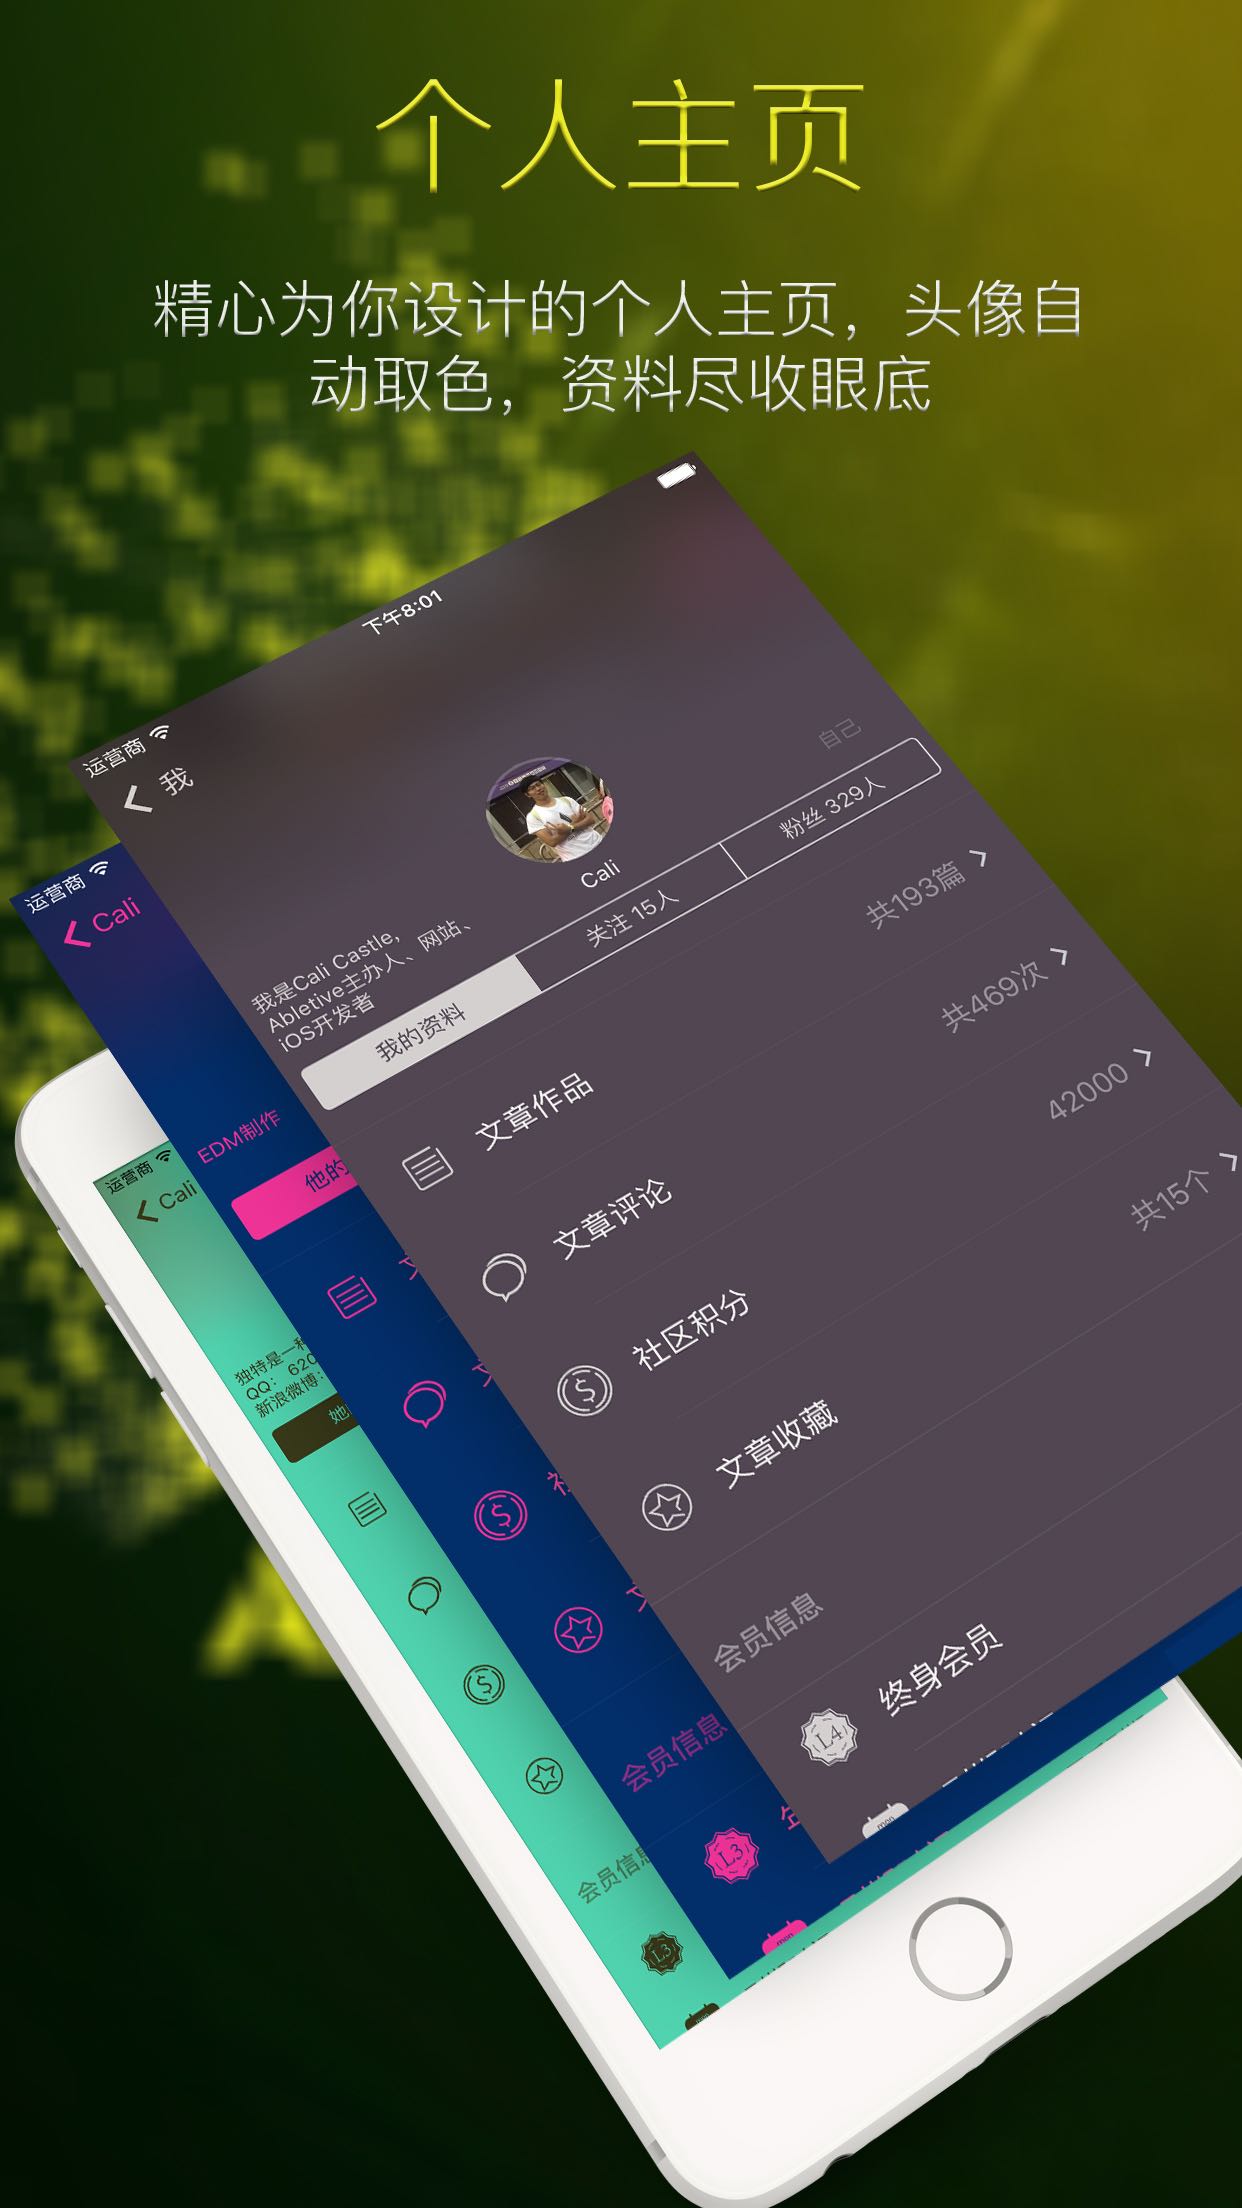 个人主页
精心为你设计的个人主页，头像自
动取色，资料尽收眼底
运营商
下午8:01
我
自己
Cali
我是Cali Castle,
Abletive主办人、网站、
iOS开发者
我的资料
关注 15人
粉丝 329人
文章作品
共193篇
文章评论
共469次
社区积分
42000
文章收藏
共15个
会员信息
L4
终身会员
运营商
Cali
EDM制作
他的
会员信息
L3
运营商
Cali
独特是一
QQ： 620
新浪微博：
她
会员信息
L3